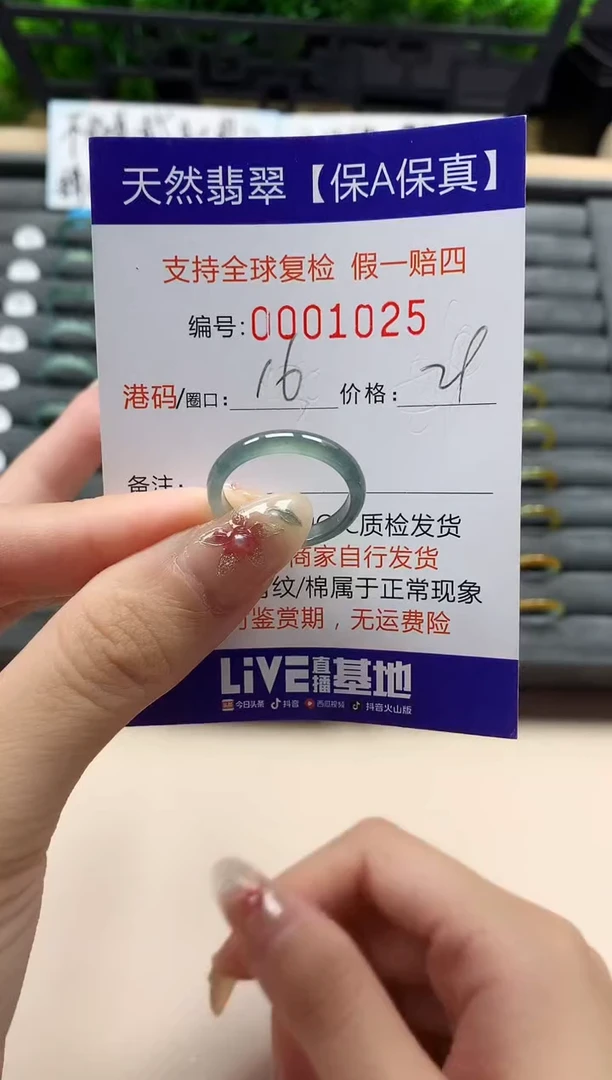 天然翡翠【保A保真】
支持全球复检 假一赔四
编号:0001025
港码/圈口: 16 价格:
备注:
C质检发货
商家自行发货
纹/棉属于正常现象
鉴赏期，无运费险
LiVE直播基地
今日头条 抖音 西瓜视频 抖音火山版